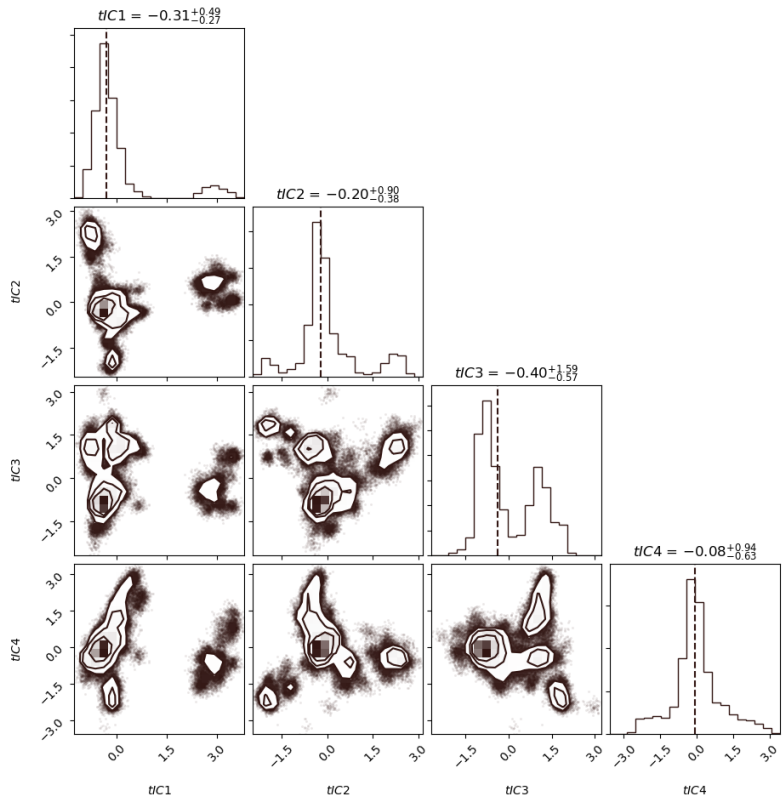 tIC1 = −0.31+0.49−0.27
3.0
1.5
0.0
−1.5
tIC2
tIC2 = −0.20+0.90−0.38
3.0
1.5
0.0
−1.5
tIC3
tIC3 = −0.40+1.59−0.57
3.0
1.5
0.0
−1.5
−3.0
tIC4
tIC4 = −0.08+0.94−0.63
0.0 1.5 3.0
−1.5 0.0 1.5 3.0
−1.5 0.0 1.5 3.0
−3.0 −1.5 0.0 1.5 3.0
tIC1 tIC2 tIC3 tIC4